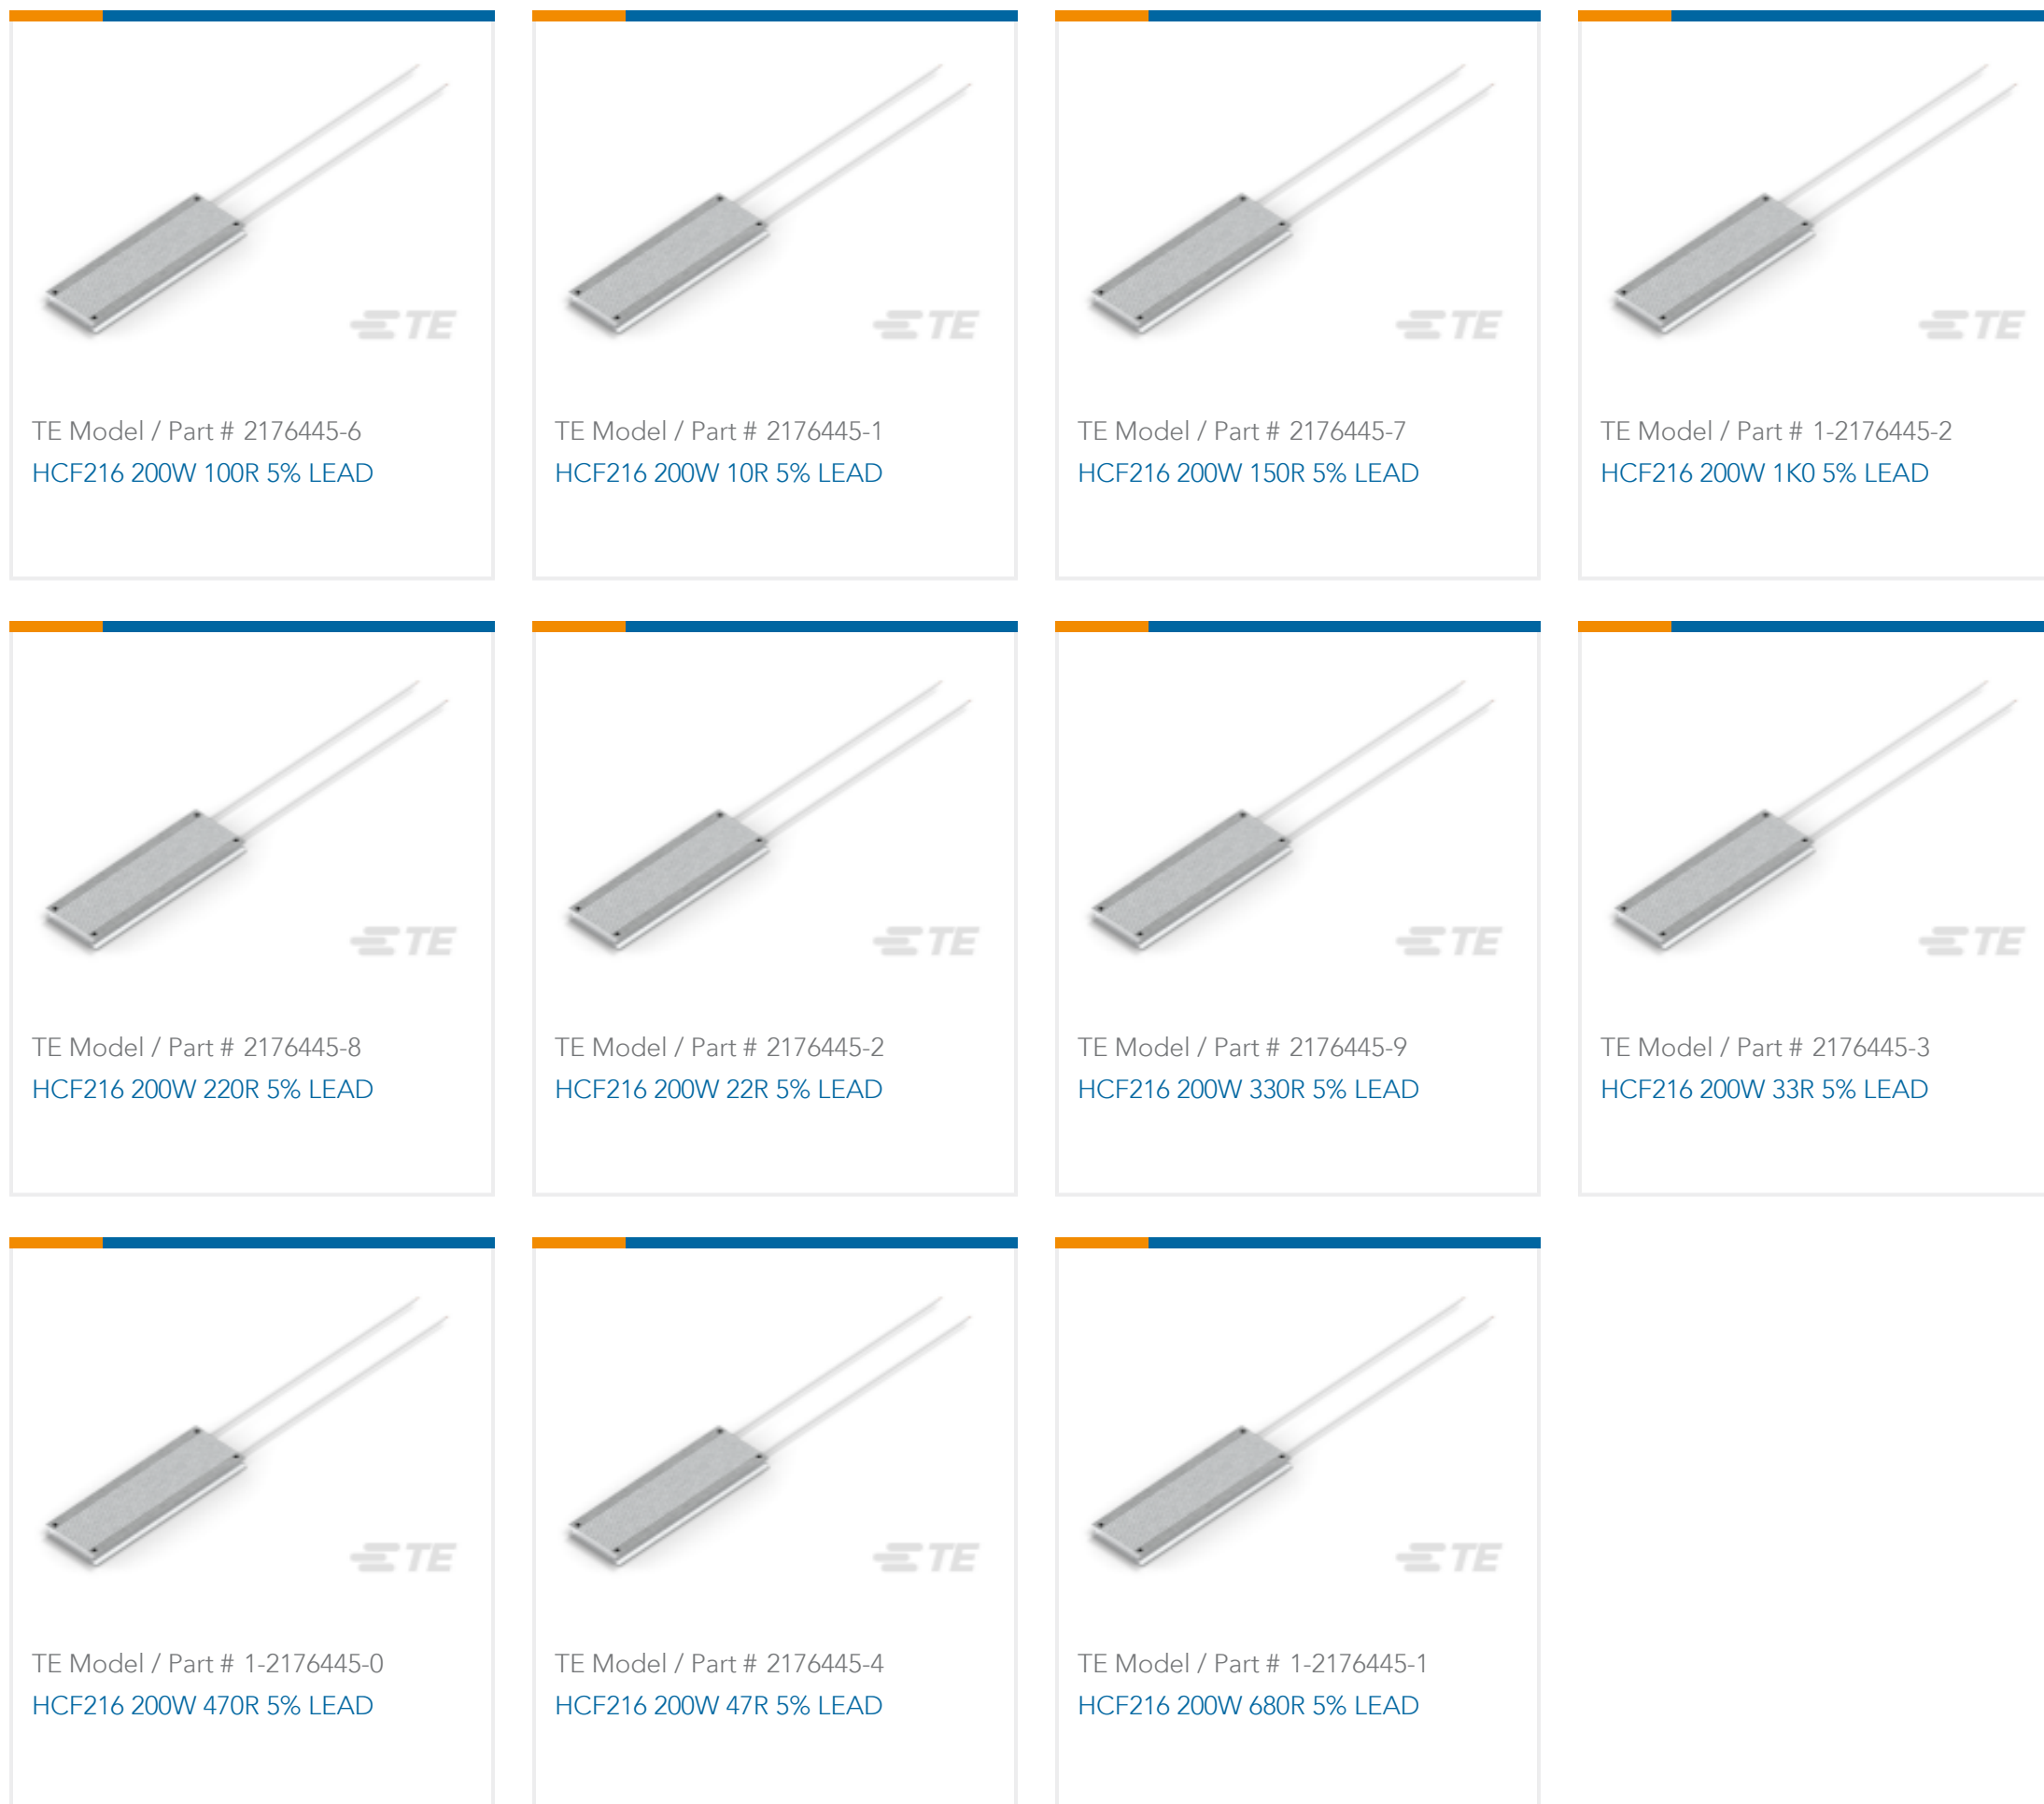 TE
TE Model / Part # 2176445-6
HCF216 200W 100R 5% LEAD
TE
TE Model / Part # 2176445-1
HCF216 200W 10R 5% LEAD
TE
TE Model / Part # 2176445-7
HCF216 200W 150R 5% LEAD
TE
TE Model / Part # 1-2176445-2
HCF216 200W 1K0 5% LEAD
TE
TE Model / Part # 2176445-8
HCF216 200W 220R 5% LEAD
TE
TE Model / Part # 2176445-2
HCF216 200W 22R 5% LEAD
TE
TE Model / Part # 2176445-9
HCF216 200W 330R 5% LEAD
TE
TE Model / Part # 2176445-3
HCF216 200W 33R 5% LEAD
TE
TE Model / Part # 1-2176445-0
HCF216 200W 470R 5% LEAD
TE
TE Model / Part # 2176445-4
HCF216 200W 47R 5% LEAD
TE
TE Model / Part # 1-2176445-1
HCF216 200W 680R 5% LEAD